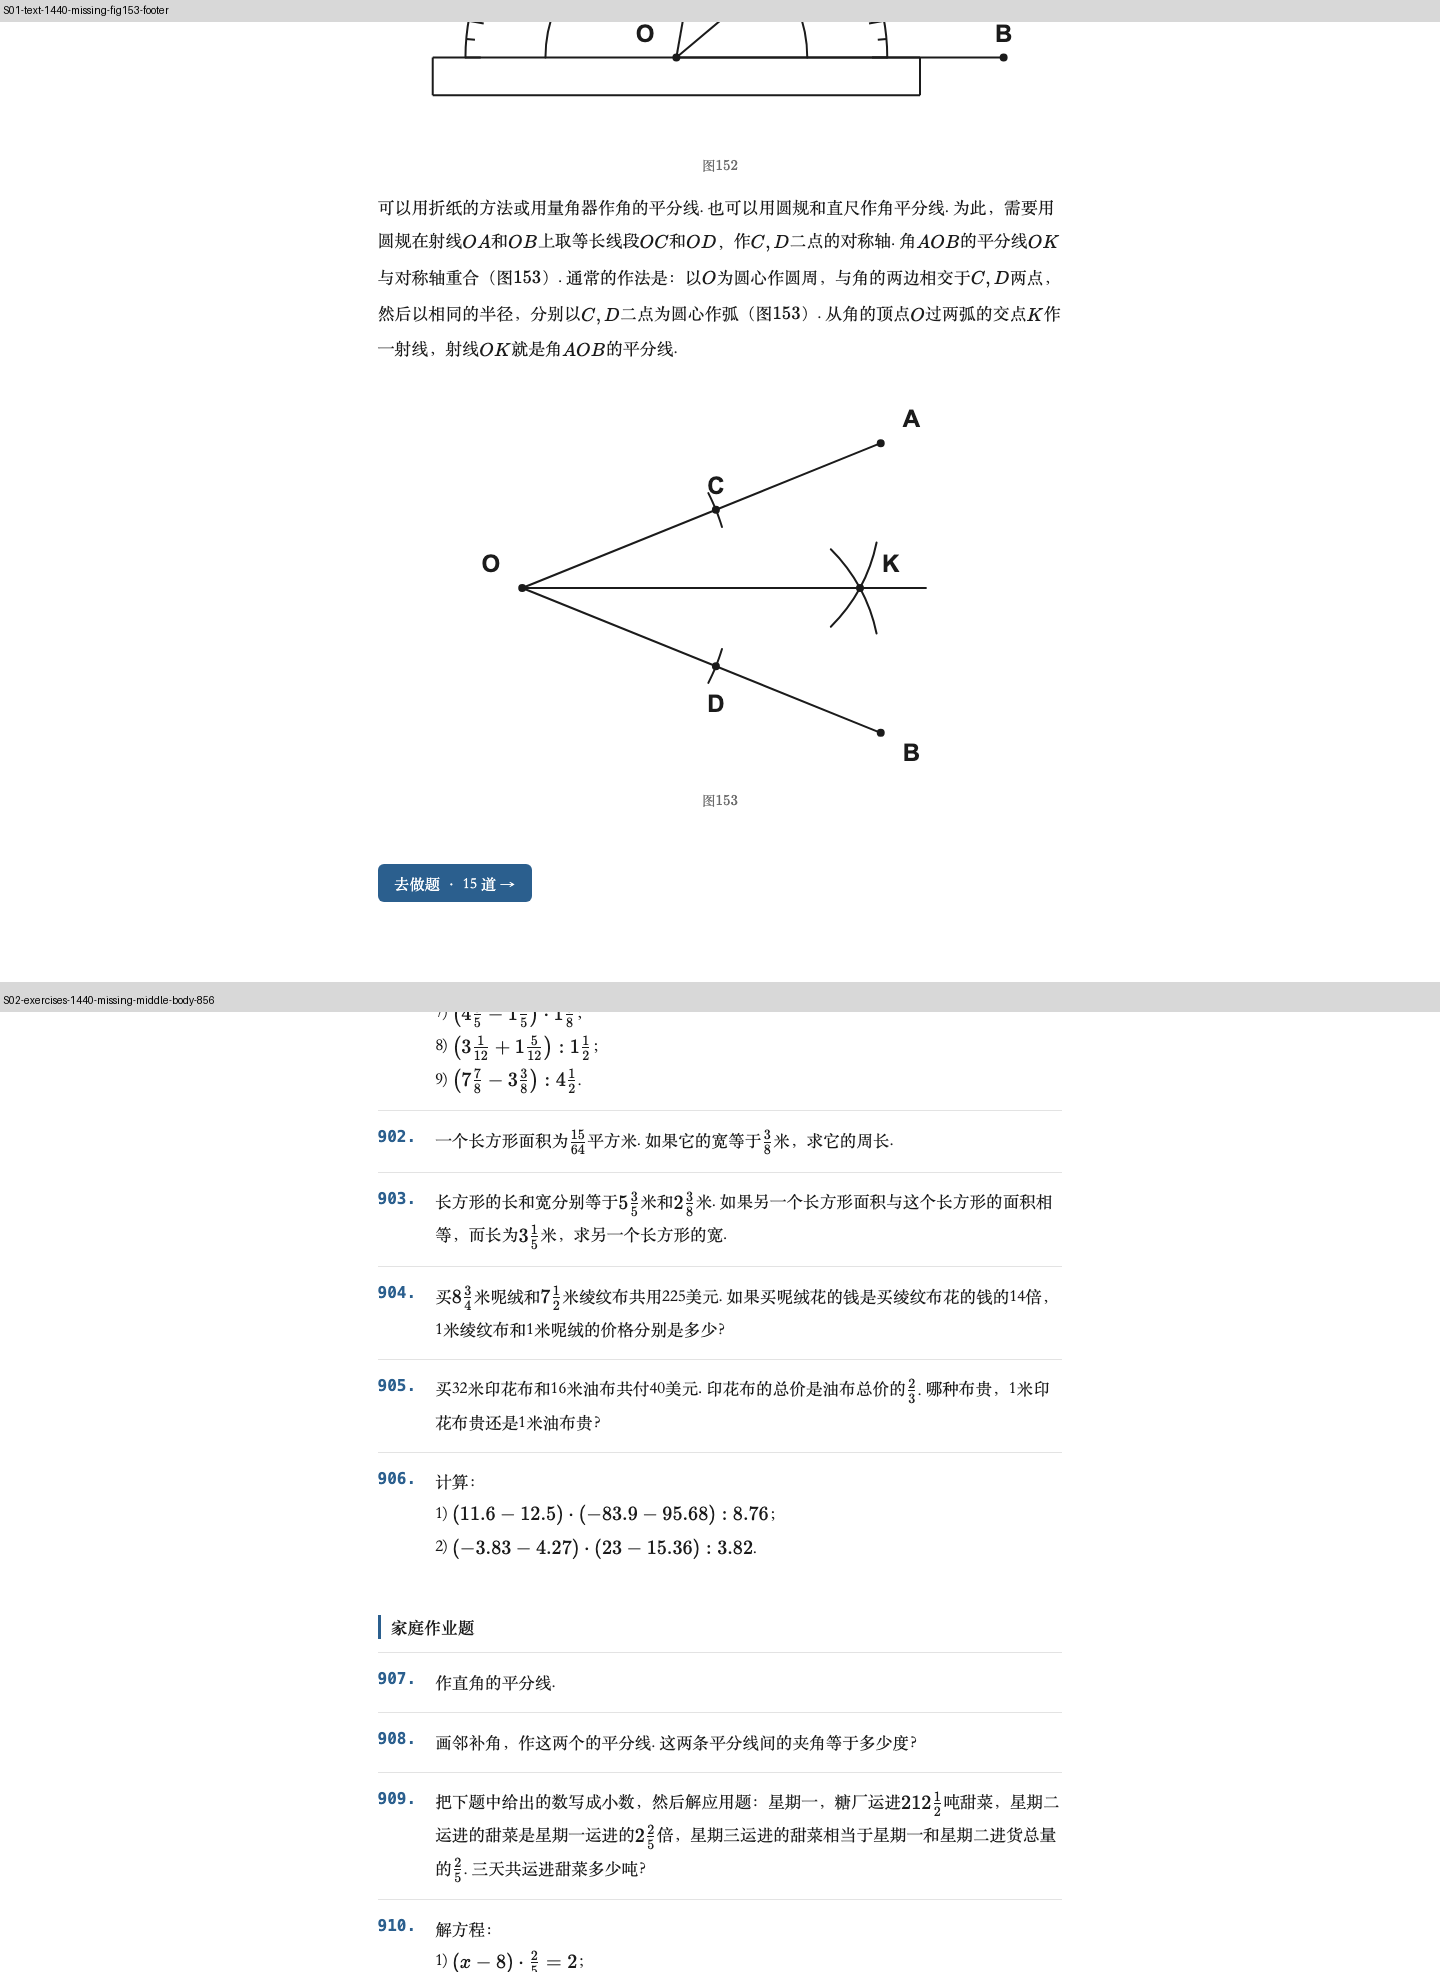 S01-text-1440-missing-fig153-footer
O B
图152
可以用折纸的方法或用量角器作角的平分线. 也可以用圆规和直尺作角平分线. 为此，需要用
圆规在射线OA和OB上取等长线段OC和OD，作C, D二点的对称轴. 角AOB的平分线OK
与对称轴重合（图153）. 通常的作法是：以O为圆心作圆周，与角的两边相交于C, D两点，
然后以相同的半径，分别以C, D二点为圆心作弧（图153）. 从角的顶点O过两弧的交点K作
一射线，射线OK就是角AOB的平分线.
A
C
O K
D
B
图153
去做题 · 15 道 →
S02-exercises-1440-missing-middle-body-856
7) (4 /5 − 1 /5) · 1 /8;
8) (3 1/12 + 1 5/12) : 1 1/2;
9) (7 7/8 − 3 3/8) : 4 1/2.
902. 一个长方形面积为15/64平方米. 如果它的宽等于3/8米，求它的周长.
903. 长方形的长和宽分别等于5 3/5米和2 3/8米. 如果另一个长方形面积与这个长方形的面积相
等，而长为3 1/5米，求另一个长方形的宽.
904. 买8 3/4米呢绒和7 1/2米绫纹布共用225美元. 如果买呢绒花的钱是买绫纹布花的钱的14倍，
1米绫纹布和1米呢绒的价格分别是多少?
905. 买32米印花布和16米油布共付40美元. 印花布的总价是油布总价的2/3. 哪种布贵，1米印
花布贵还是1米油布贵?
906. 计算：
1) (11.6 − 12.5) · (−83.9 − 95.68) : 8.76;
2) (−3.83 − 4.27) · (23 − 15.36) : 3.82.
家庭作业题
907. 作直角的平分线.
908. 画邻补角，作这两个的平分线. 这两条平分线间的夹角等于多少度?
909. 把下题中给出的数写成小数，然后解应用题：星期一，糖厂运进212 1/2吨甜菜，星期二
运进的甜菜是星期一运进的2 2/5倍，星期三运进的甜菜相当于星期一和星期二进货总量
的2/5. 三天共运进甜菜多少吨?
910. 解方程：
1) (x − 8) · 2/5 = 2;